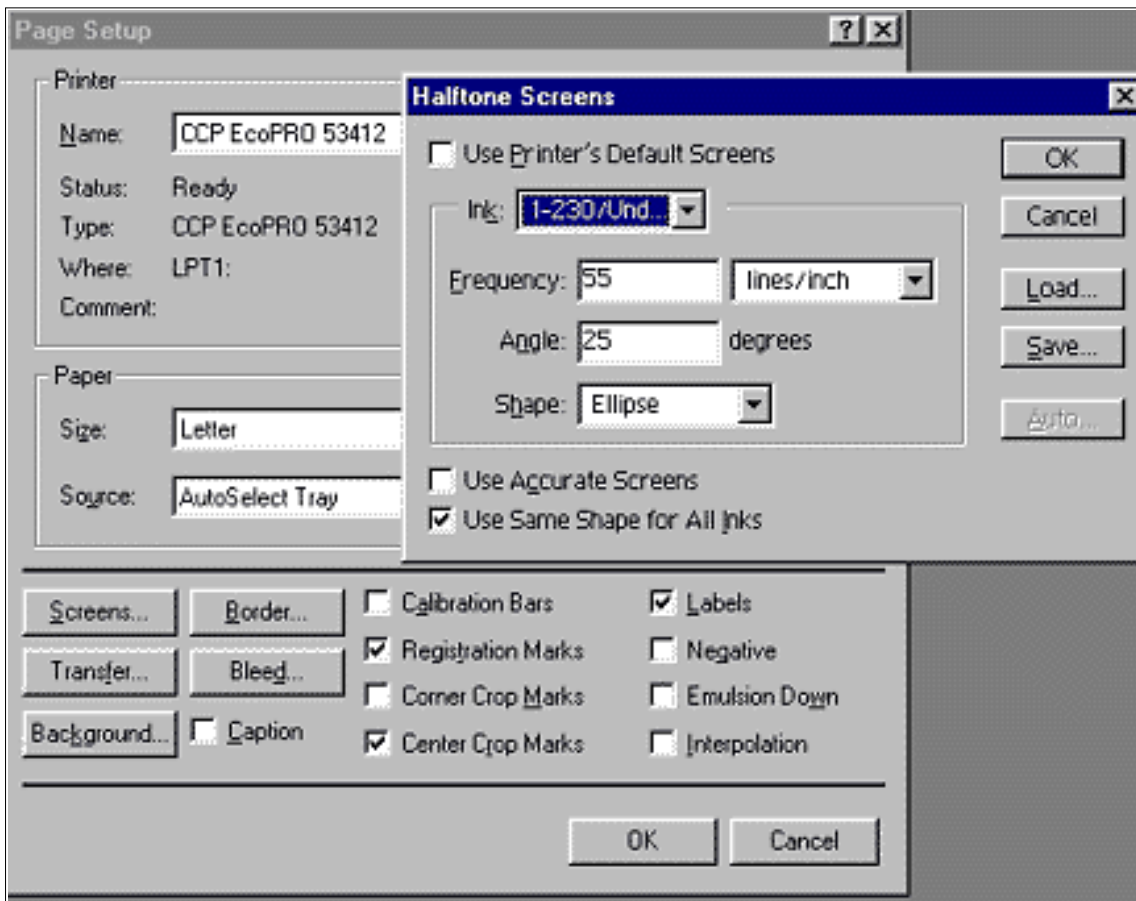 Page Setup
Printer
Name: CCP EcoPRO 53412
Status: Ready
Type: CCP EcoPRO 53412
Where: LPT1:
Comment:
Paper
Size: Letter
Source: AutoSelect Tray
Halftone Screens
Use Printer's Default Screens
Ink: 1-230/Und...
Frequency: 55 lines/inch
Angle: 25 degrees
Shape: Ellipse
Use Accurate Screens
Use Same Shape for All Inks
OK
Cancel
Load...
Save...
Auto...
Screens... Border... Calibration Bars Labels
Transfer... Bleed... Registration Marks Negative
Corner Crop Marks Emulsion Down
Background... Caption Center Crop Marks Interpolation
OK Cancel